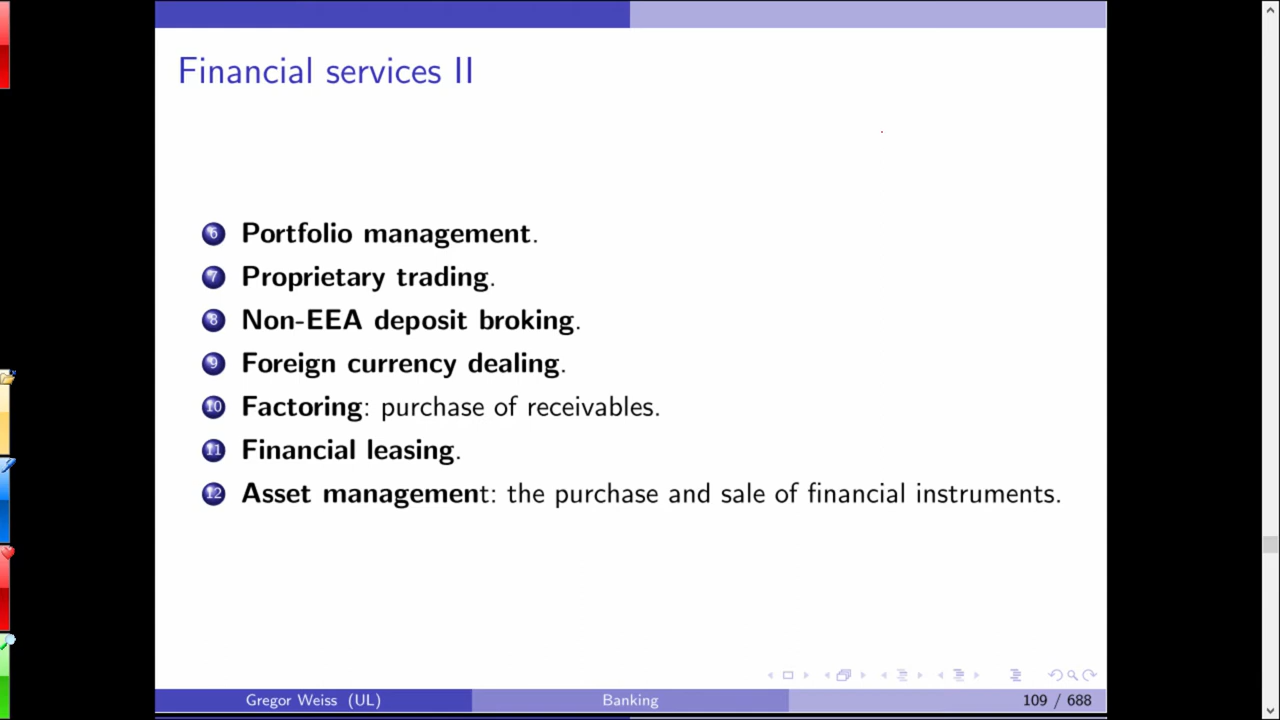 Financial services II
6 Portfolio management.
7 Proprietary trading.
8 Non-EEA deposit broking.
9 Foreign currency dealing.
10 Factoring: purchase of receivables.
11 Financial leasing.
12 Asset management: the purchase and sale of financial instruments.
Gregor Weiss (UL) Banking 109 / 688